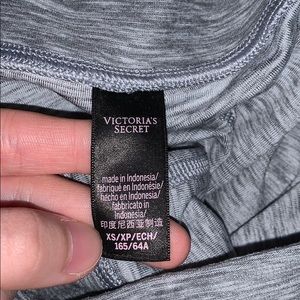 VICTORIA'S
SECRET
made in Indonesia/
fabriqué en Indonésie/
hecho en Indonesia/
fabbricato in
Indonesia/
印度尼西亚制造
XS/XP/ECH/
165/64A